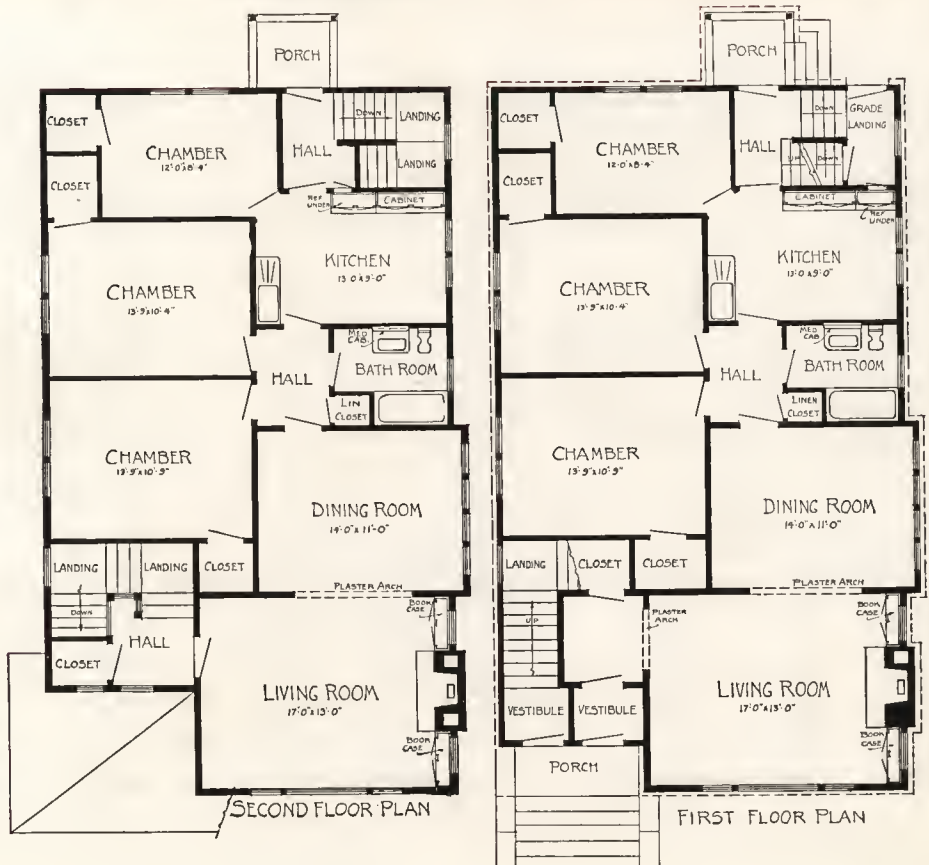 PORCH
CLOSET
CHAMBER
12'-0"x8'-4"
HALL
DOWN
LANDING
LANDING
CLOSET
REF
UNDER
CABINET
KITCHEN
13'-0"x9'-0"
CHAMBER
13'-9"x10'-4"
MED
CAB.
BATH ROOM
HALL
LIN
CLOSET
CHAMBER
13'-9"x10'-9"
DINING ROOM
14'-0"x11'-0"
LANDING
LANDING
CLOSET
PLASTER ARCH
DOWN
HALL
BOOK
CASE
CLOSET
LIVING ROOM
17'-0"x13'-0"
BOOK
CASE
SECOND FLOOR PLAN
PORCH
CLOSET
CHAMBER
12'-0"x8'-4"
HALL
DOWN
GRADE
LANDING
UP
DOWN
CLOSET
CABINET
REF
UNDER
KITCHEN
13'-0"x9'-0"
CHAMBER
13'-9"x10'-4"
MED
CAB.
BATH ROOM
HALL
LINEN
CLOSET
CHAMBER
13'-9"x10'-9"
DINING ROOM
14'-0"x11'-0"
LANDING
CLOSET
CLOSET
PLASTER ARCH
UP
PLASTER
ARCH
BOOK
CASE
LIVING ROOM
17'-0"x13'-0"
VESTIBULE
VESTIBULE
BOOK
CASE
PORCH
FIRST FLOOR PLAN